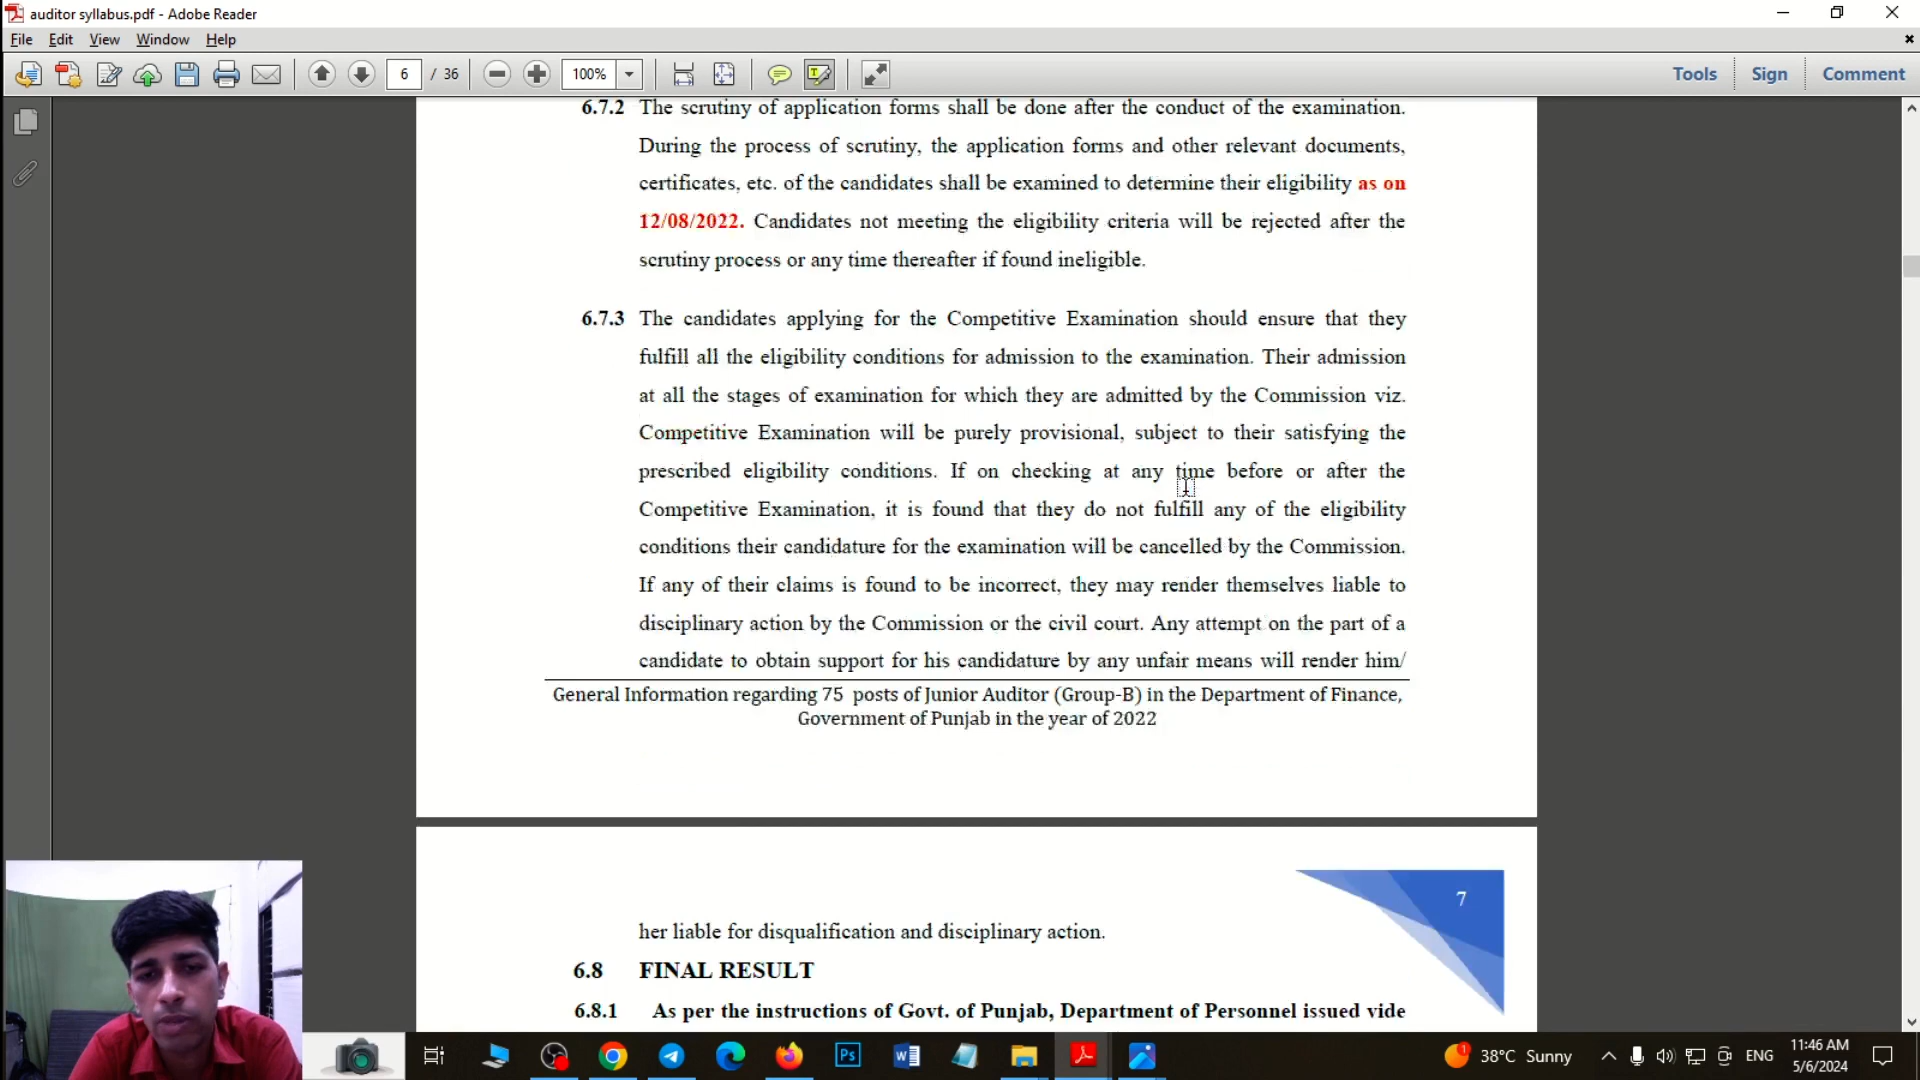 auditor syllabus.pdf - Adobe Reader
File Edit View Window Help
6 / 36 100% Tools Sign Comment
6.7.2 The scrutiny of application forms shall be done after the conduct of the examination.
During the process of scrutiny, the application forms and other relevant documents,
certificates, etc. of the candidates shall be examined to determine their eligibility as on
12/08/2022. Candidates not meeting the eligibility criteria will be rejected after the
scrutiny process or any time thereafter if found ineligible.
6.7.3 The candidates applying for the Competitive Examination should ensure that they
fulfill all the eligibility conditions for admission to the examination. Their admission
at all the stages of examination for which they are admitted by the Commission viz.
Competitive Examination will be purely provisional, subject to their satisfying the
prescribed eligibility conditions. If on checking at any time before or after the
Competitive Examination, it is found that they do not fulfill any of the eligibility
conditions their candidature for the examination will be cancelled by the Commission.
If any of their claims is found to be incorrect, they may render themselves liable to
disciplinary action by the Commission or the civil court. Any attempt on the part of a
candidate to obtain support for his candidature by any unfair means will render him/
General Information regarding 75 posts of Junior Auditor (Group-B) in the Department of Finance,
Government of Punjab in the year of 2022
7
her liable for disqualification and disciplinary action.
6.8 FINAL RESULT
6.8.1 As per the instructions of Govt. of Punjab, Department of Personnel issued vide
Ps
1
38°C Sunny
ENG
11:46 AM
5/6/2024